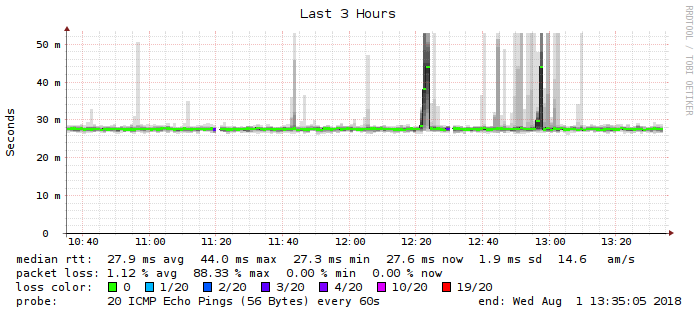 Last 3 Hours
RRDTOOL / TOBI OETIKER
Seconds
50 m
40 m
30 m
20 m
10 m
0
10:40 11:00 11:20 11:40 12:00 12:20 12:40 13:00 13:20
median rtt: 27.9 ms avg 44.0 ms max 27.3 ms min 27.6 ms now 1.9 ms sd 14.6 am/s
packet loss: 1.12 % avg 88.33 % max 0.00 % min 0.00 % now
loss color: 0 1/20 2/20 3/20 4/20 10/20 19/20
probe: 20 ICMP Echo Pings (56 Bytes) every 60s end: Wed Aug 1 13:35:05 2018